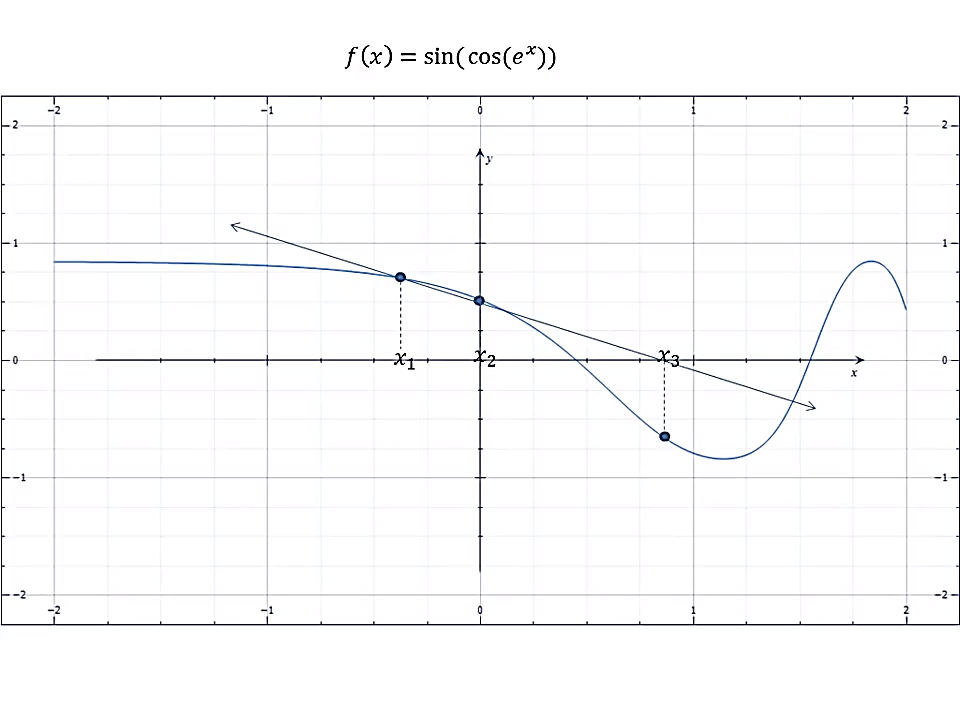 f(x) = sin(cos(eˣ))
−2 −1 0 1 2
2 2
y
1 1
0 x₁ x₂ x₃ 0
x
−1 −1
−2 −2
−2 −1 0 1 2